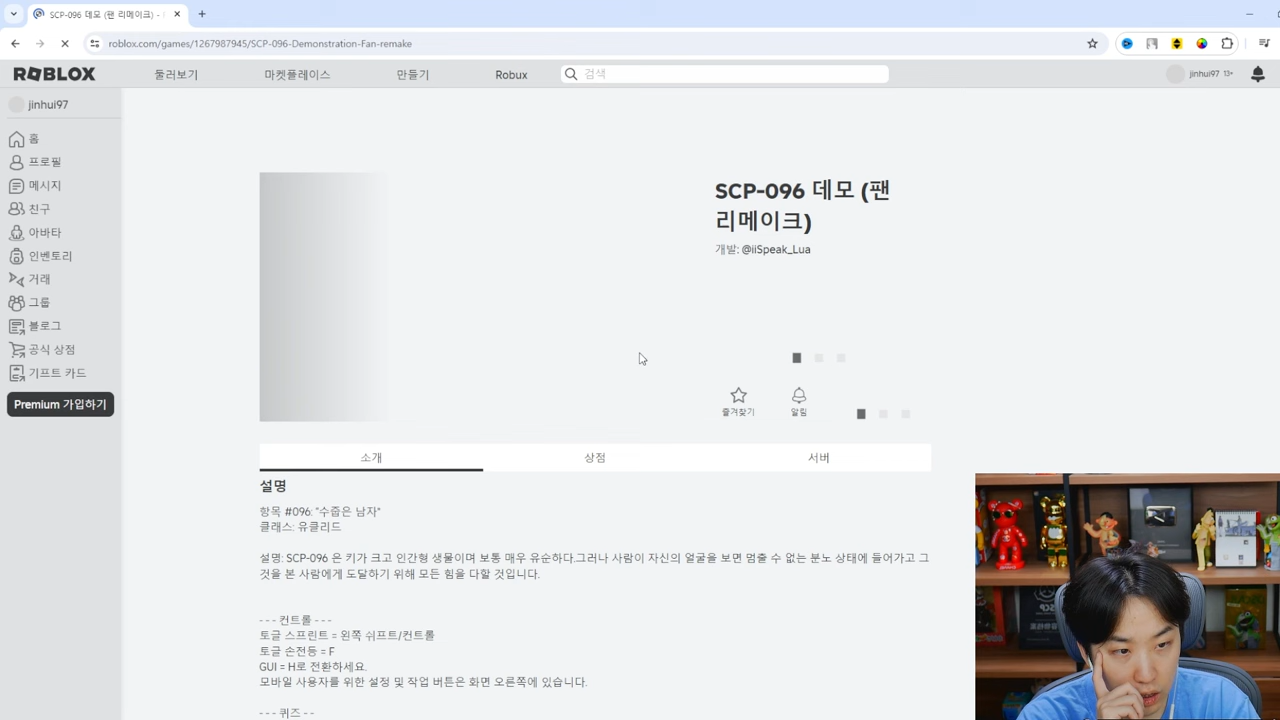 SCP-096 데모 (팬 리메이크) -
roblox.com/games/1267987945/SCP-096-Demonstration-Fan-remake
ROBLOX
둘러보기
마켓플레이스
만들기
Robux
검색
jinhui97 13+
jinhui97
홈
프로필
메시지
친구
아바타
인벤토리
거래
그룹
블로그
공식 상점
기프트 카드
Premium 가입하기
SCP-096 데모 (팬
리메이크)
개발: @iiSpeak_Lua
즐겨찾기
알림
소개
상점
서버
설명
항목 #096: "수줍은 남자"
클래스: 유클리드
설명: SCP-096 은 키가 크고 인간형 생물이며 보통 매우 유순하다.그러나 사람이 자신의 얼굴을 보면 멈출 수 없는 분노 상태에 들어가고 그
것을 본 사람에게 도달하기 위해 모든 힘을 다할 것입니다.
- - - 컨트롤 - - -
토글 스프린트 = 왼쪽 쉬프트/컨트롤
토글 손전등 = F
GUI = H로 전환하세요.
모바일 사용자를 위한 설정 및 작업 버튼은 화면 오른쪽에 있습니다.
- - - 퀴즈 - -